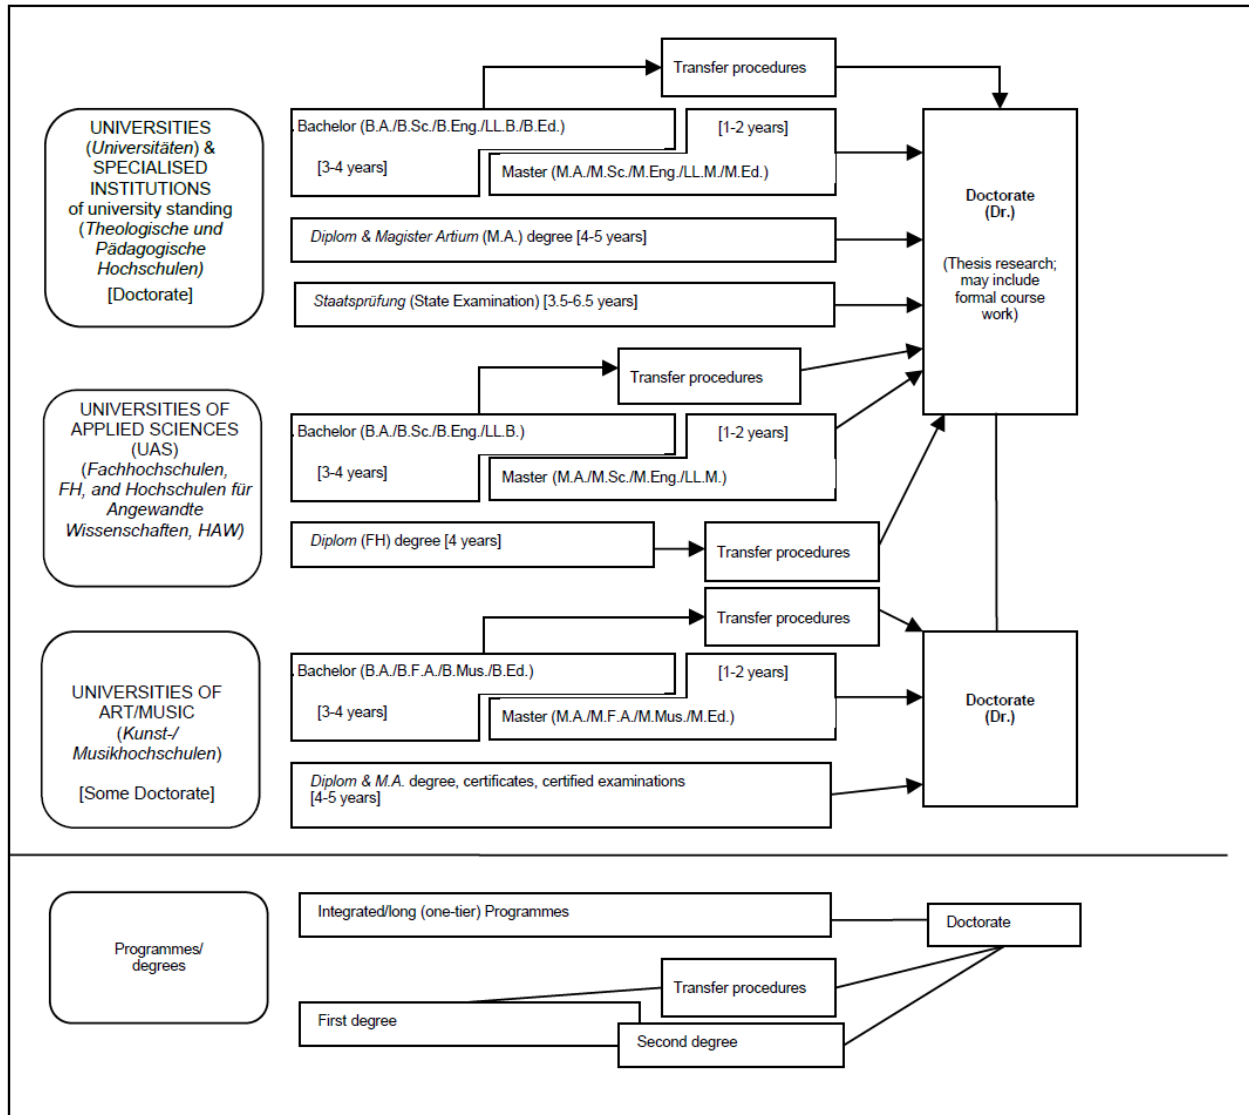 Transfer procedures
UNIVERSITIES
(Universitäten) &
SPECIALISED
INSTITUTIONS
of university standing
(Theologische und
Pädagogische
Hochschulen)
[Doctorate]
. Bachelor (B.A./B.Sc./B.Eng./LL.B./B.Ed.)
[3-4 years]
[1-2 years]
Master (M.A./M.Sc./M.Eng./LL.M./M.Ed.)
Diplom & Magister Artium (M.A.) degree [4-5 years]
Staatsprüfung (State Examination) [3.5-6.5 years]
Doctorate
(Dr.)
(Thesis research;
may include
formal course
work)
Transfer procedures
UNIVERSITIES OF
APPLIED SCIENCES
(UAS)
(Fachhochschulen,
FH, and Hochschulen für
Angewandte
Wissenschaften, HAW)
. Bachelor (B.A./B.Sc./B.Eng./LL.B.)
[3-4 years]
[1-2 years]
Master (M.A./M.Sc./M.Eng./LL.M.)
Diplom (FH) degree [4 years]
Transfer procedures
Transfer procedures
UNIVERSITIES OF
ART/MUSIC
(Kunst-/
Musikhochschulen)
[Some Doctorate]
. Bachelor (B.A./B.F.A./B.Mus./B.Ed.)
[3-4 years]
[1-2 years]
Master (M.A./M.F.A./M.Mus./M.Ed.)
Diplom & M.A. degree, certificates, certified examinations
[4-5 years]
Doctorate
(Dr.)
Programmes/
degrees
Integrated/long (one-tier) Programmes
Doctorate
Transfer procedures
First degree
Second degree